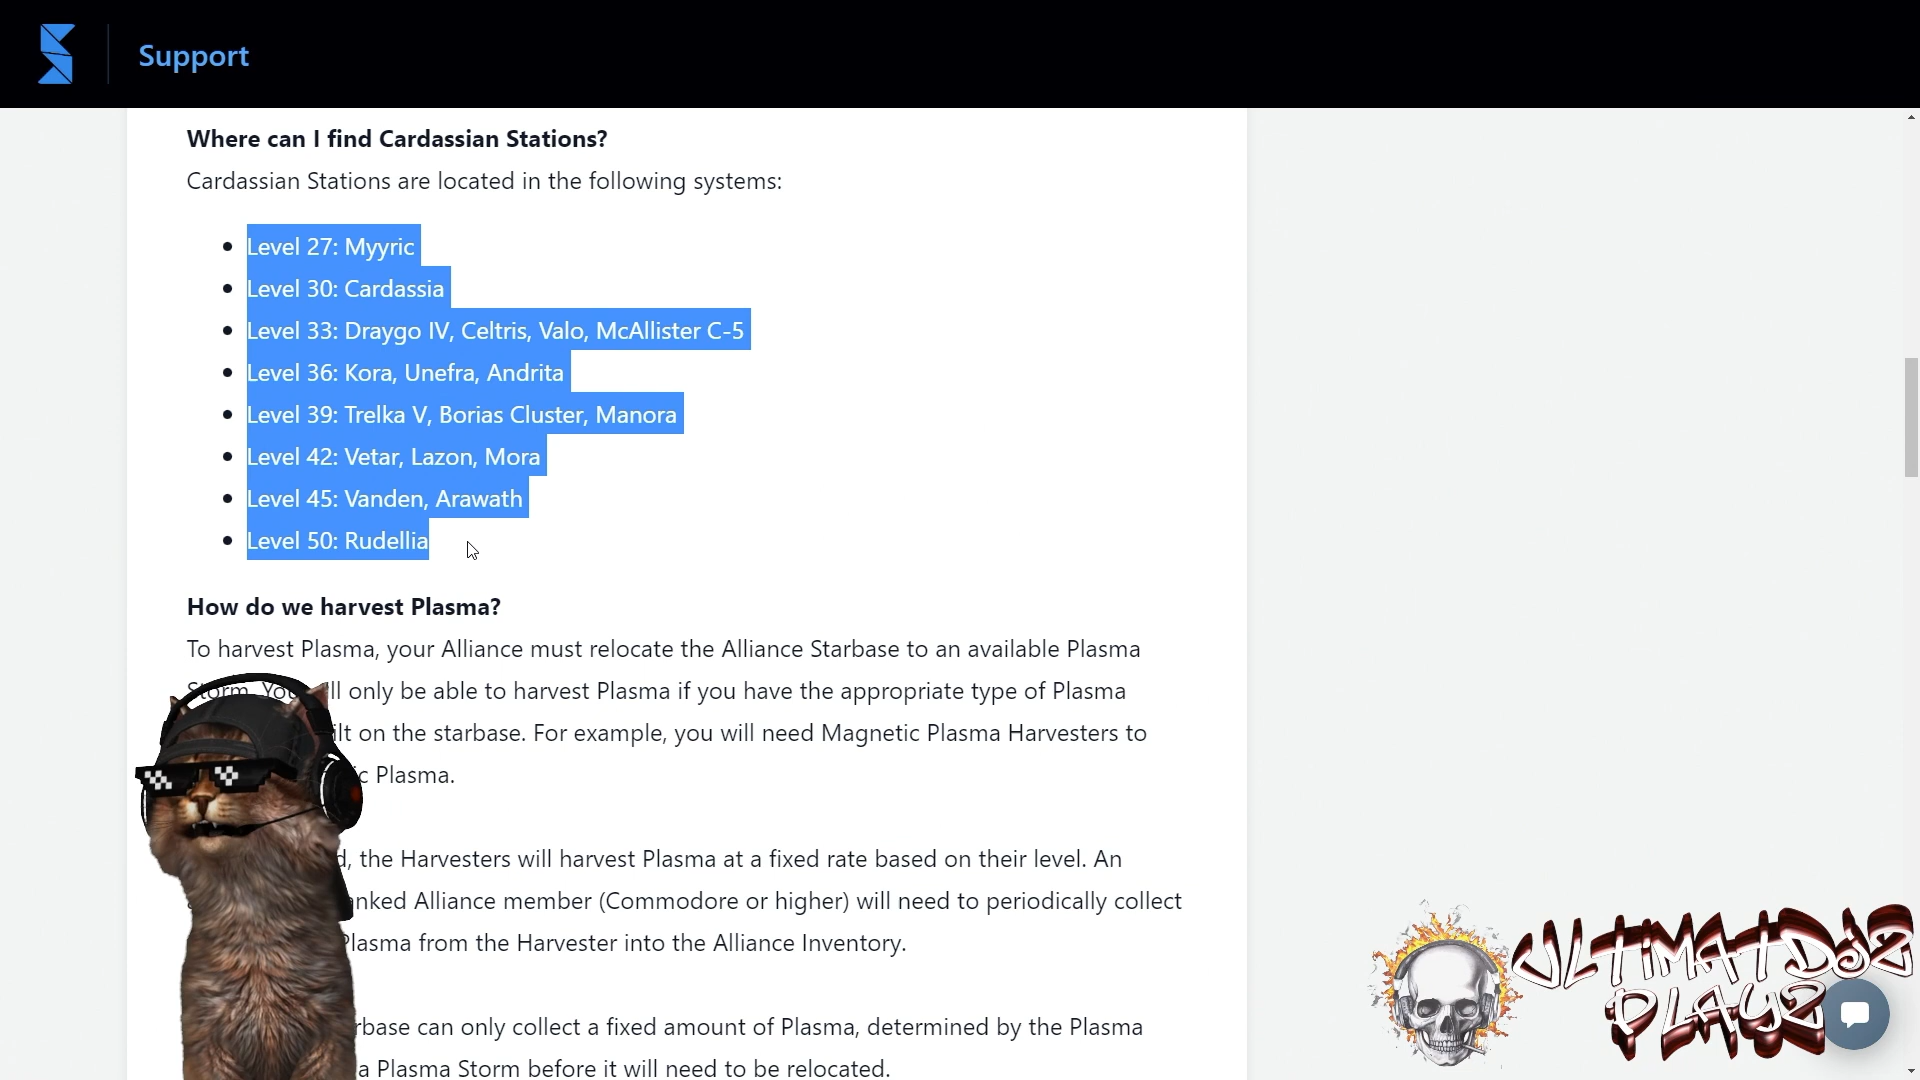 Support
Where can I find Cardassian Stations?
Cardassian Stations are located in the following systems:
Level 27: Myyric
Level 30: Cardassia
Level 33: Draygo IV, Celtris, Valo, McAllister C-5
Level 36: Kora, Unefra, Andrita
Level 39: Trelka V, Borias Cluster, Manora
Level 42: Vetar, Lazon, Mora
Level 45: Vanden, Arawath
Level 50: Rudellia
How do we harvest Plasma?
To harvest Plasma, your Alliance must relocate the Alliance Starbase to an available Plasma
Storm. You ll only be able to harvest Plasma if you have the appropriate type of Plasma
ilt on the starbase. For example, you will need Magnetic Plasma Harvesters to
c Plasma.
d, the Harvesters will harvest Plasma at a fixed rate based on their level. An
anked Alliance member (Commodore or higher) will need to periodically collect
Plasma from the Harvester into the Alliance Inventory.
rbase can only collect a fixed amount of Plasma, determined by the Plasma
a Plasma Storm before it will need to be relocated.
ULTIMATDJZ
PLAYZ